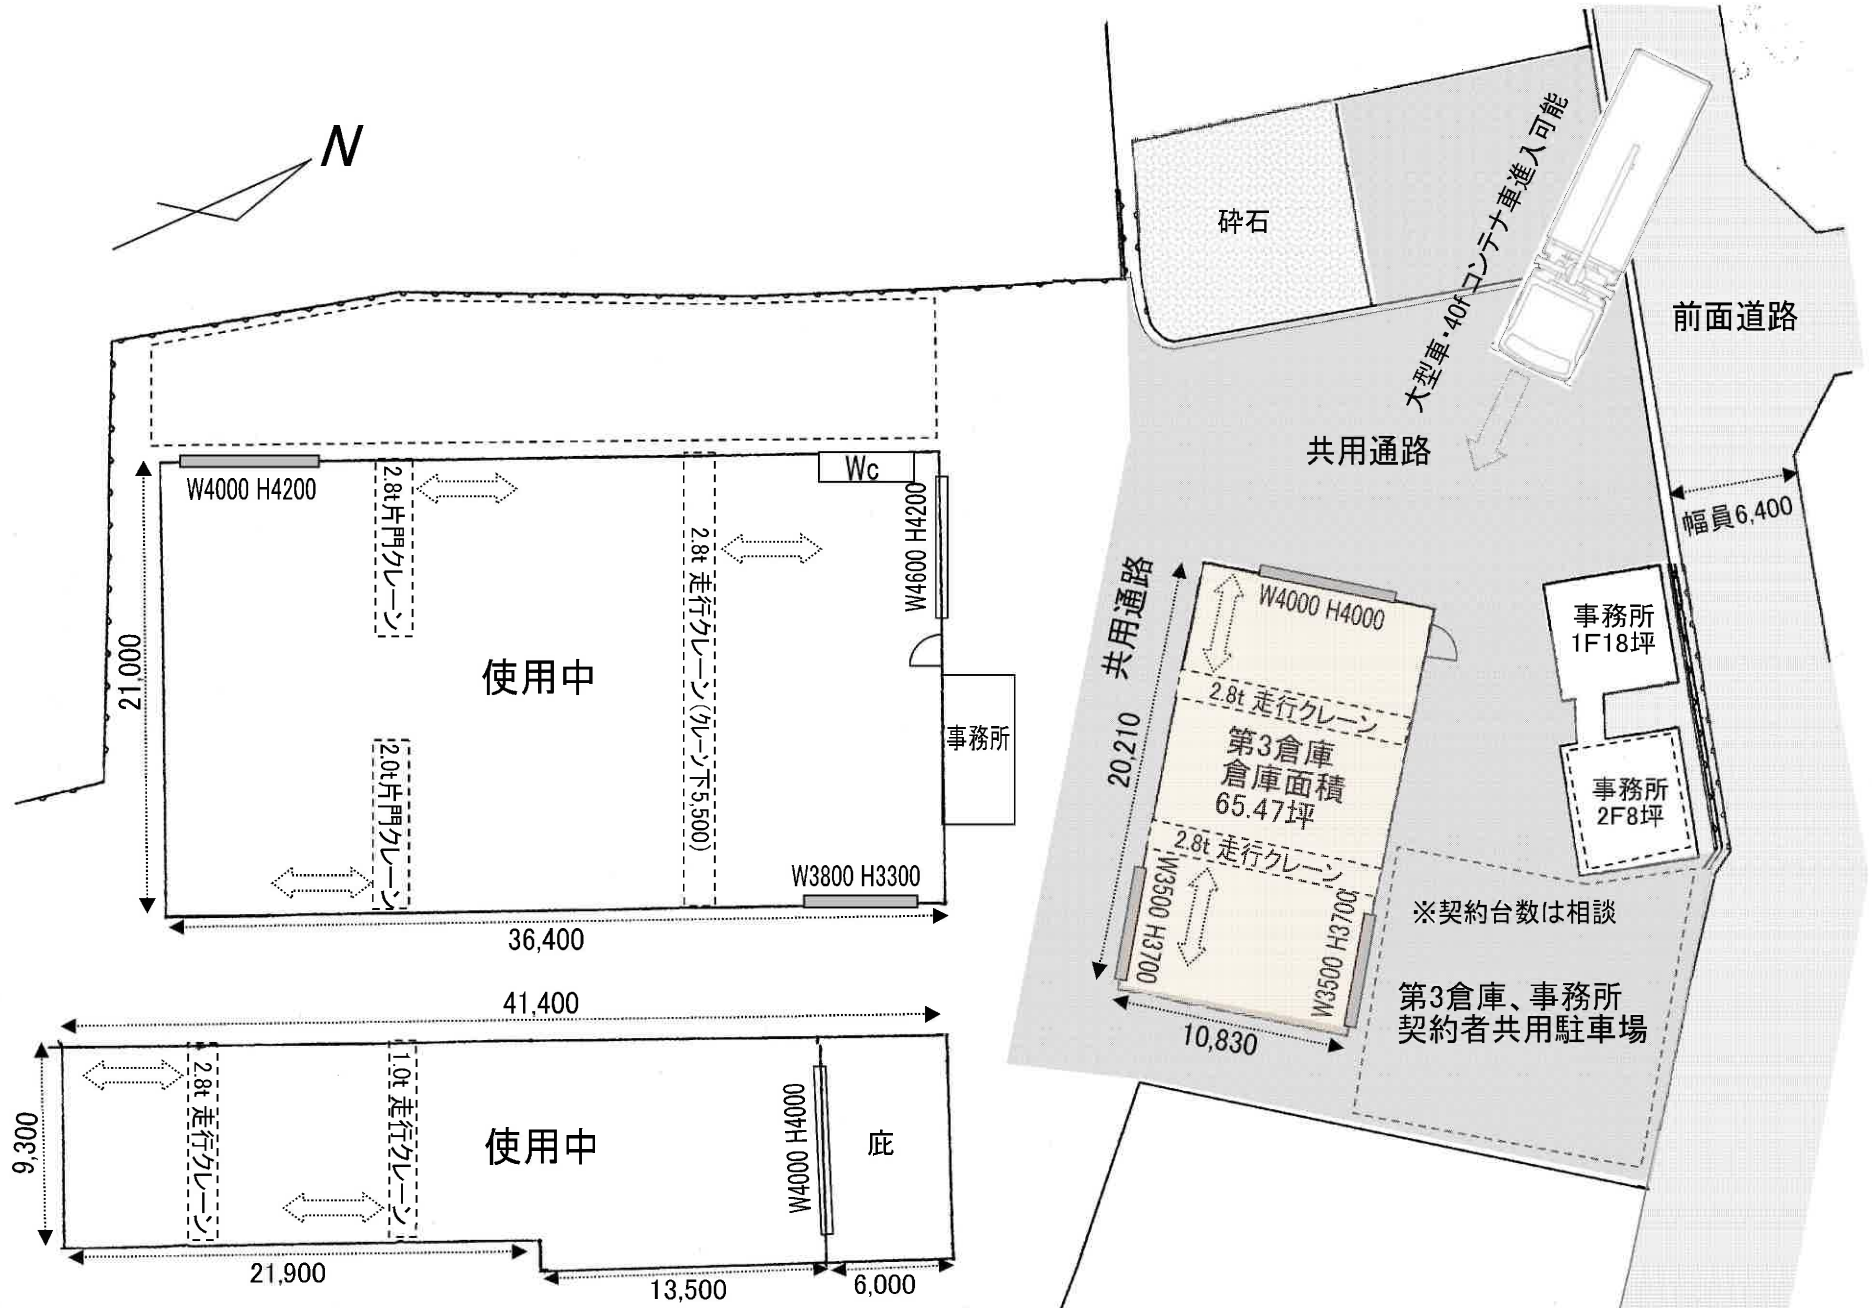 N
砕石
大型車・40f コンテナ車進入可能
前面道路
共用通路
幅員6,400
W4000 H4200
2.8t片門クレーン
2.8t 走行クレーン(クレーン下5,500)
Wc
W4600 H4200
21,000
使用中
2.0t片門クレーン
事務所
W3800 H3300
36,400
共用通路
20,210
W4000 H4000
2.8t 走行クレーン
第3倉庫
倉庫面積
65.47坪
2.8t 走行クレーン
W3500 H3700
W3500 H3700
10,830
事務所
1F18坪
事務所
2F8坪
※契約台数は相談
第3倉庫、事務所
契約者共用駐車場
41,400
9,300
2.8t 走行クレーン
1.0t 走行クレーン
使用中
W4000 H4000
庇
21,900
13,500
6,000